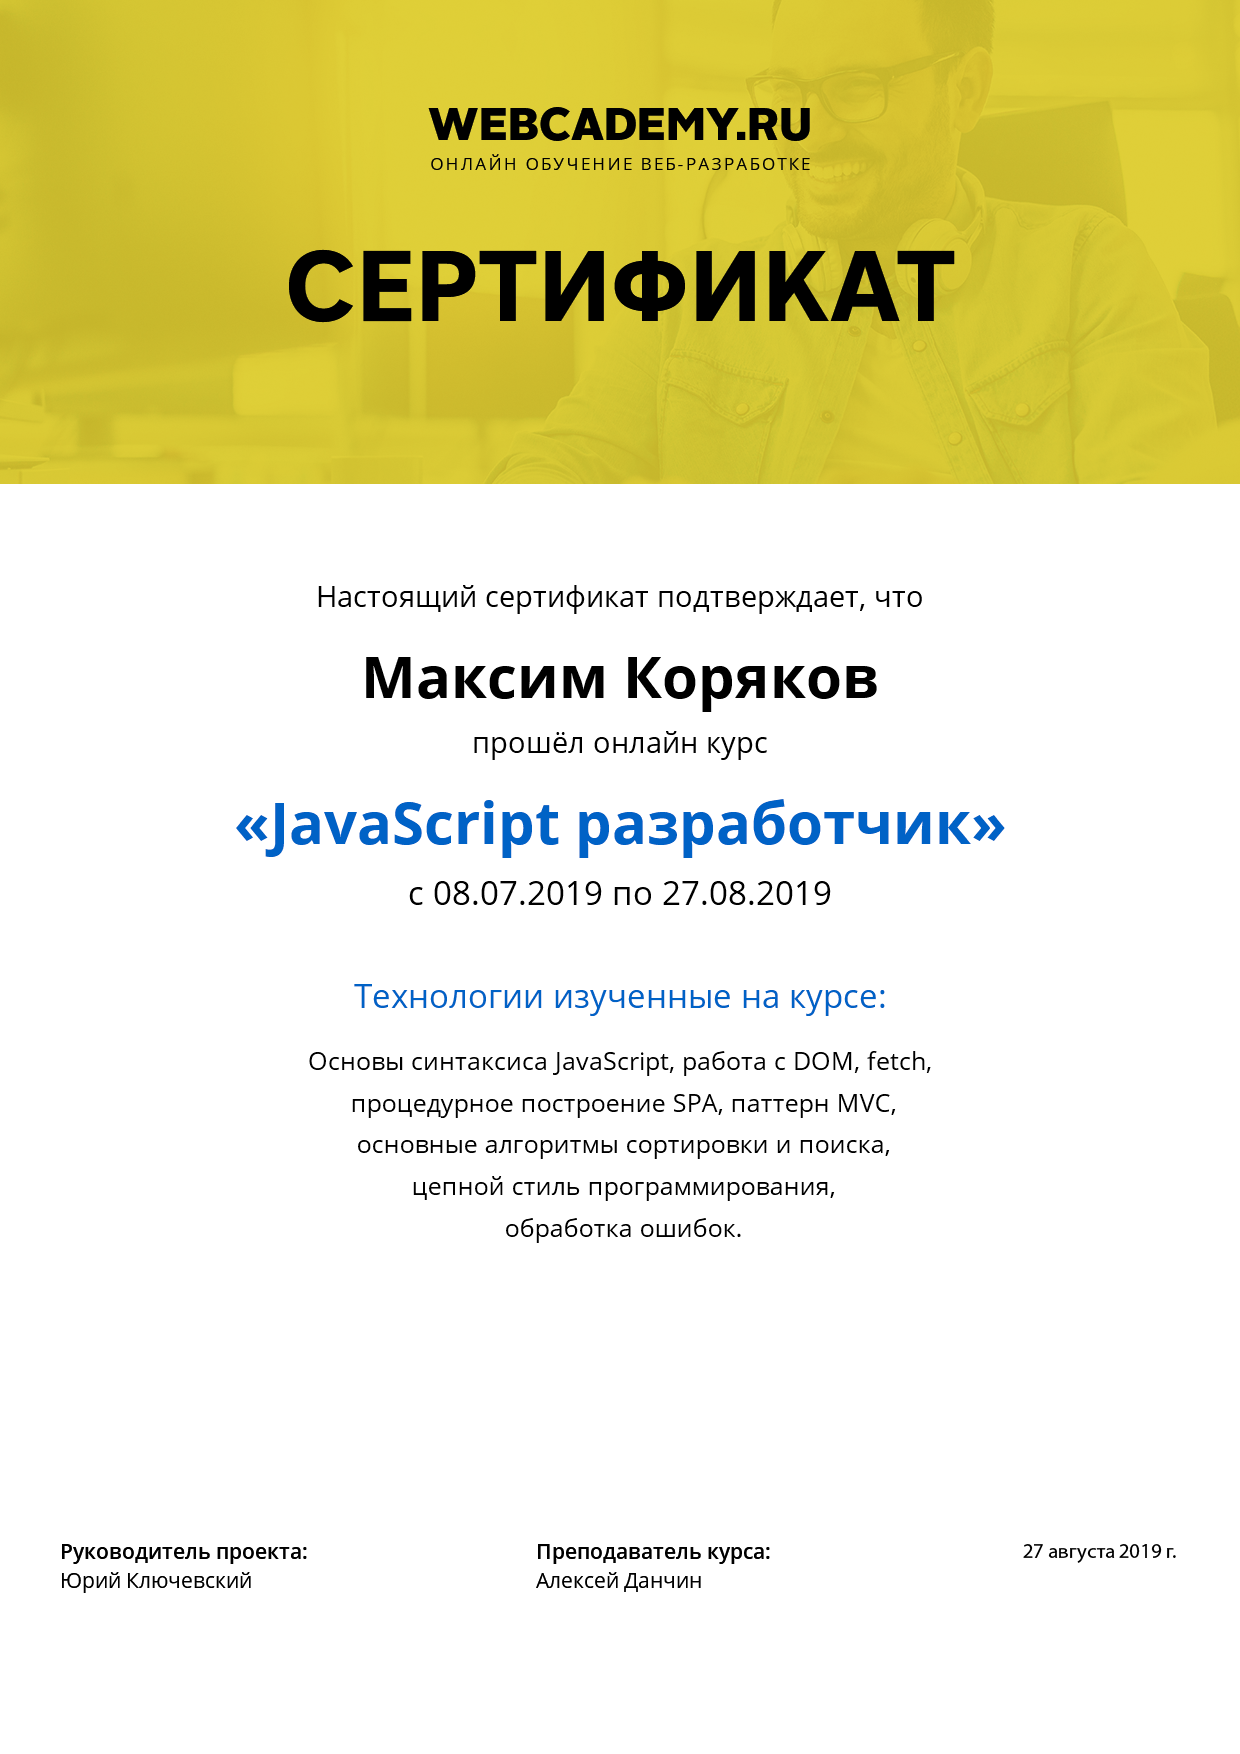 WEBCADEMY.RU
ОНЛАЙН ОБУЧЕНИЕ ВЕБ-РАЗРАБОТКЕ
СЕРТИФИКАТ
Настоящий сертификат подтверждает, что
Максим Коряков
прошёл онлайн курс
«JavaScript разработчик»
с 08.07.2019 по 27.08.2019
Технологии изученные на курсе:
Основы синтаксиса JavaScript, работа с DOM, fetch,
процедурное построение SPA, паттерн MVC,
основные алгоритмы сортировки и поиска,
цепной стиль программирования,
обработка ошибок.
Руководитель проекта:
Юрий Ключевский
Преподаватель курса:
Алексей Данчин
27 августа 2019 г.